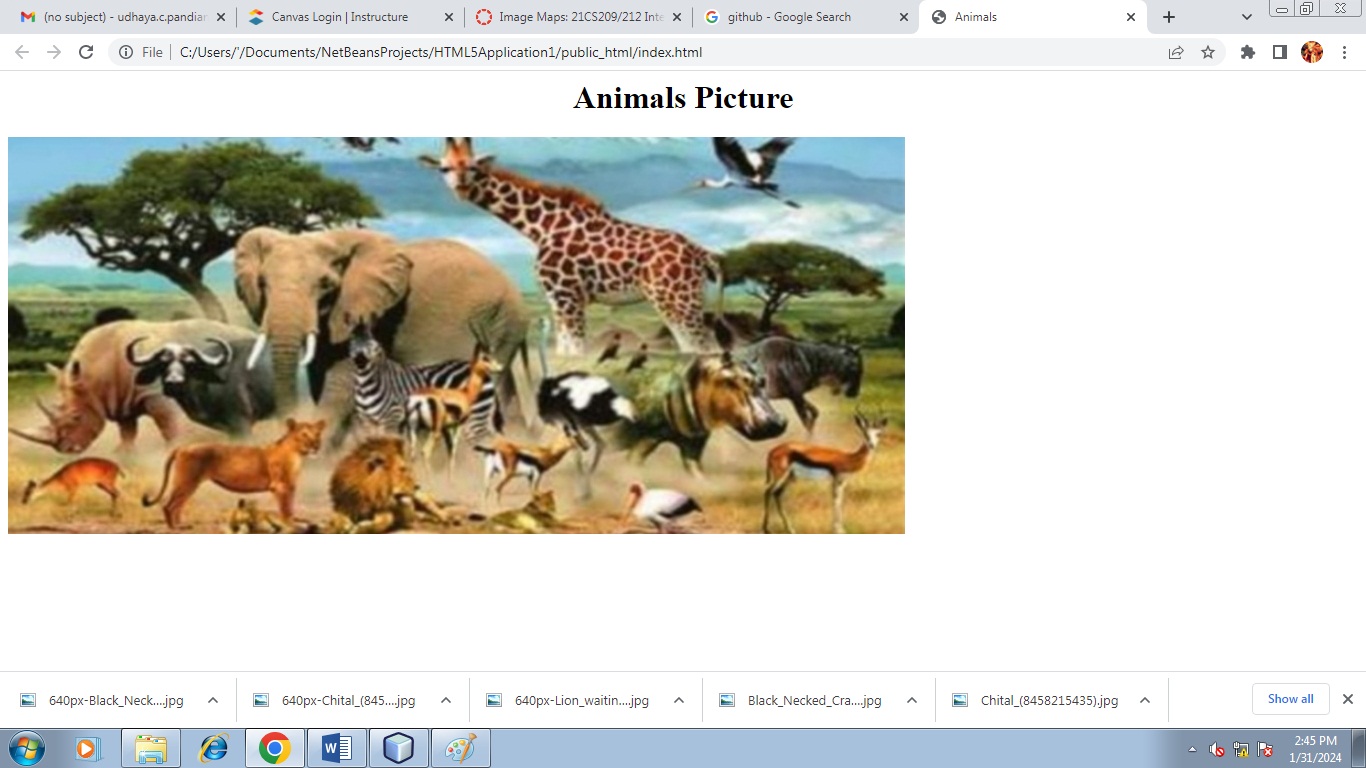 (no subject) - udhaya.c.pandiar
Canvas Login | Instructure
Image Maps: 21CS209/212 Inte
github - Google Search
Animals
File | C:/Users/'/Documents/NetBeansProjects/HTML5Application1/public_html/index.html
Animals Picture
640px-Black_Neck....jpg
640px-Chital_(845....jpg
640px-Lion_waitin....jpg
Black_Necked_Cra....jpg
Chital_(8458215435).jpg
Show all
2:45 PM
1/31/2024